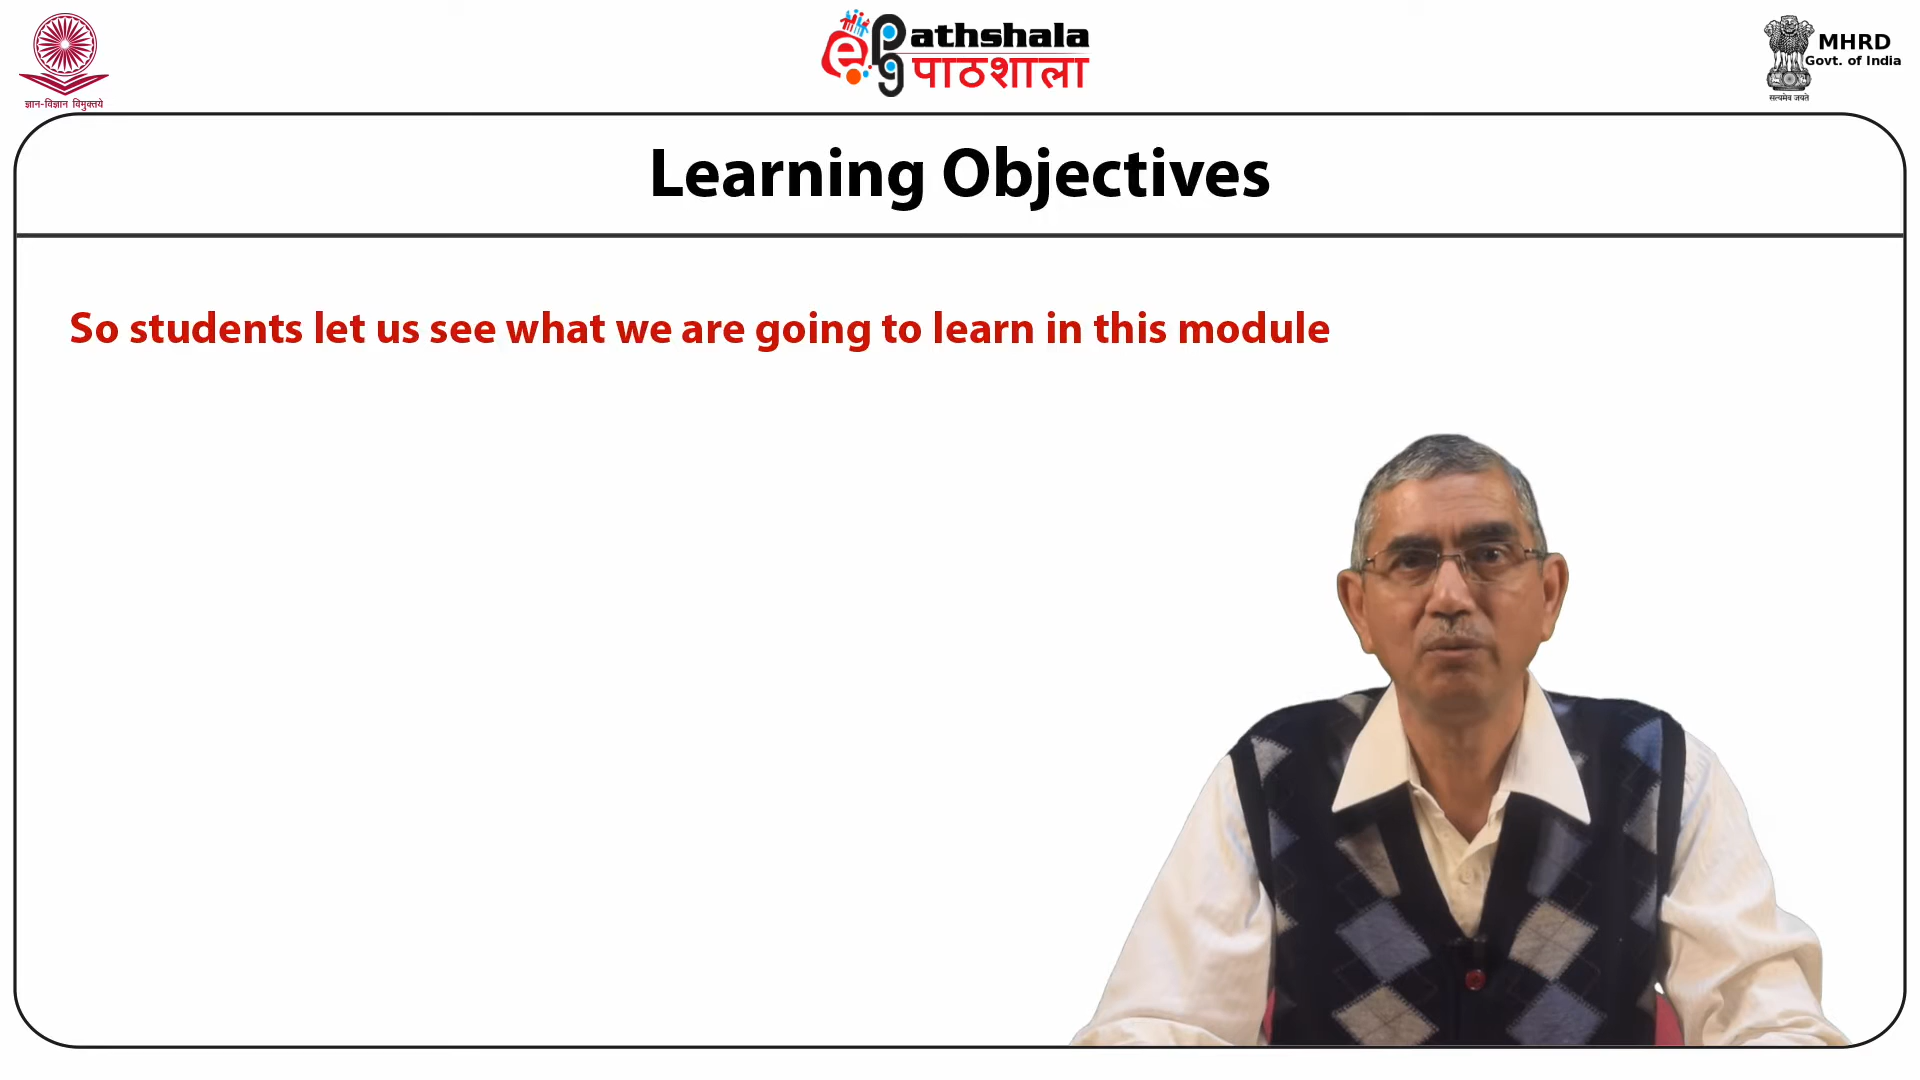 ज्ञान-विज्ञान विमुक्तये
ePG
athshala
पाठशाला
MHRD
Govt. of India
सत्यमेव जयते
Learning Objectives
So students let us see what we are going to learn in this module